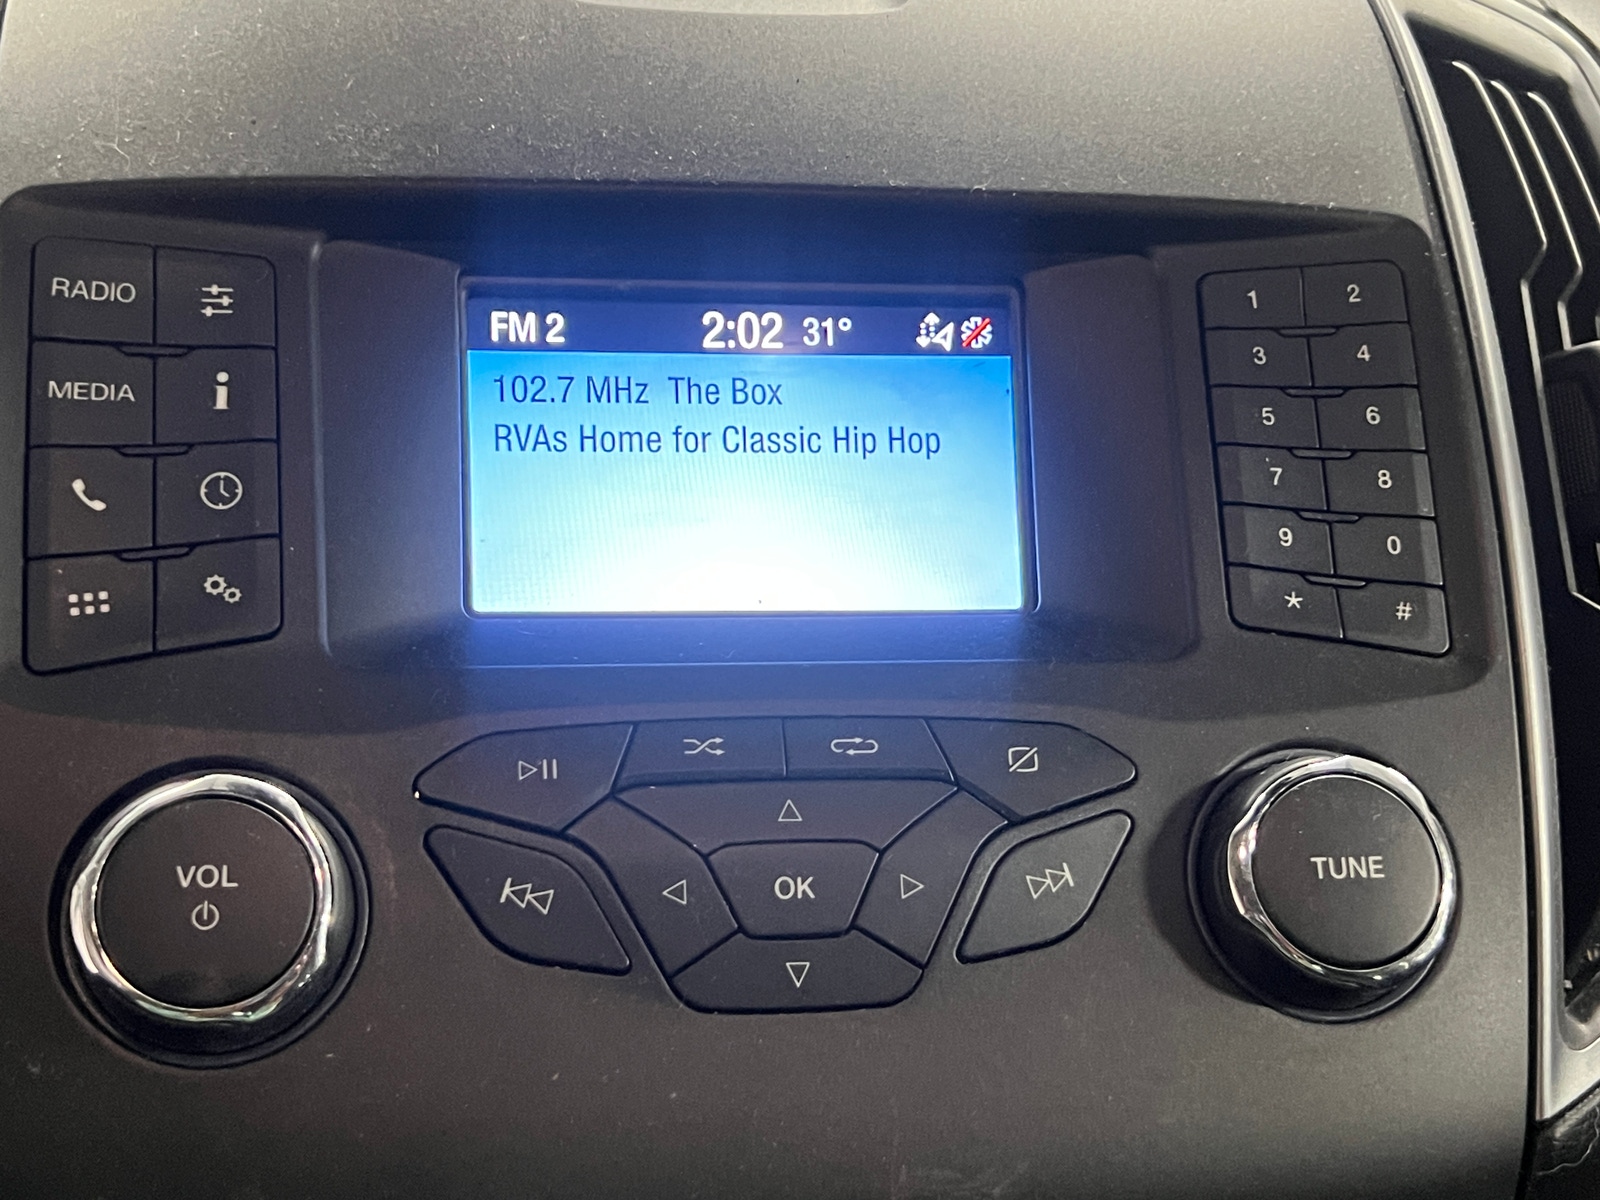 RADIO
MEDIA
FM 2 2:02 31°
102.7 MHz The Box
RVAs Home for Classic Hip Hop
1 2
3 4
5 6
7 8
9 0
* #
VOL
OK
TUNE